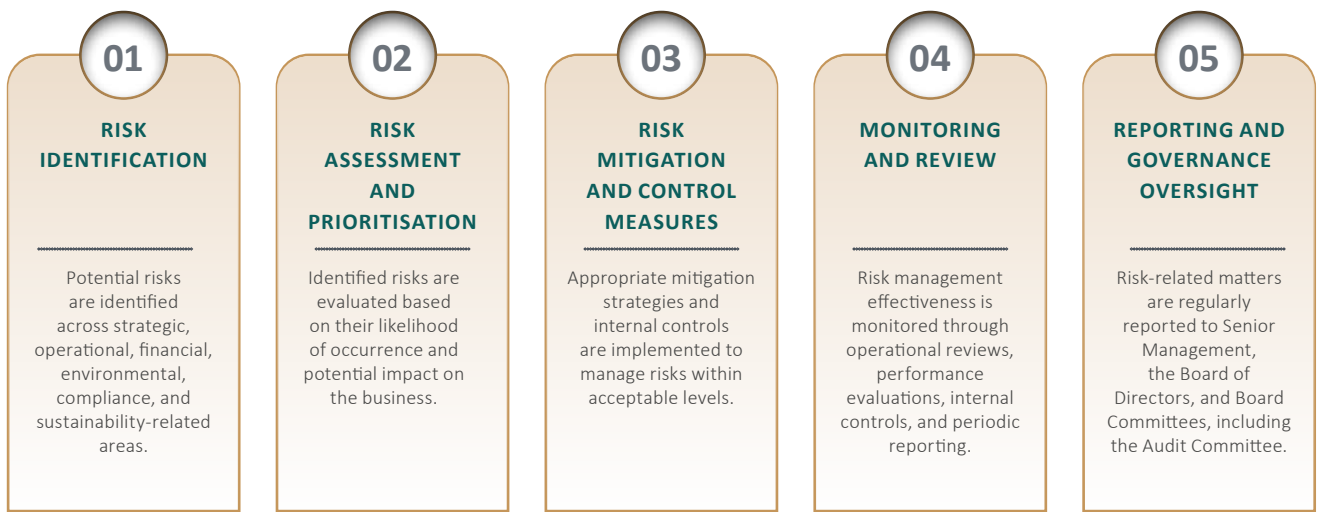 01
RISK
IDENTIFICATION
Potential risks
are identified
across strategic,
operational, financial,
environmental,
compliance, and
sustainability-related
areas.
02
RISK
ASSESSMENT
AND
PRIORITISATION
Identified risks are
evaluated based
on their likelihood
of occurrence and
potential impact on
the business.
03
RISK
MITIGATION
AND CONTROL
MEASURES
Appropriate mitigation
strategies and
internal controls
are implemented to
manage risks within
acceptable levels.
04
MONITORING
AND REVIEW
Risk management
effectiveness is
monitored through
operational reviews,
performance
evaluations, internal
controls, and periodic
reporting.
05
REPORTING AND
GOVERNANCE
OVERSIGHT
Risk-related matters
are regularly
reported to Senior
Management,
the Board of
Directors, and Board
Committees, including
the Audit Committee.